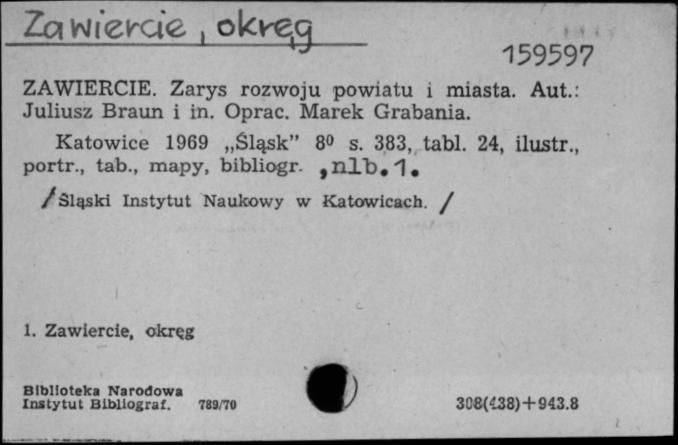 Zawiercie, okręg
159597
ZAWIERCIE. Zarys rozwoju powiatu i miasta. Aut.:
Juliusz Braun i in. Oprac. Marek Grabania.
Katowice 1969 „Śląsk” 8⁰ s. 383, tabl. 24, ilustr.,
portr., tab., mapy, bibliogr. , nlb. 1.
/Śląski Instytut Naukowy w Katowicach. /
1. Zawiercie, okręg
Biblioteka Narodowa
Instytut Bibliograf. 789/70
308(438)+943.8